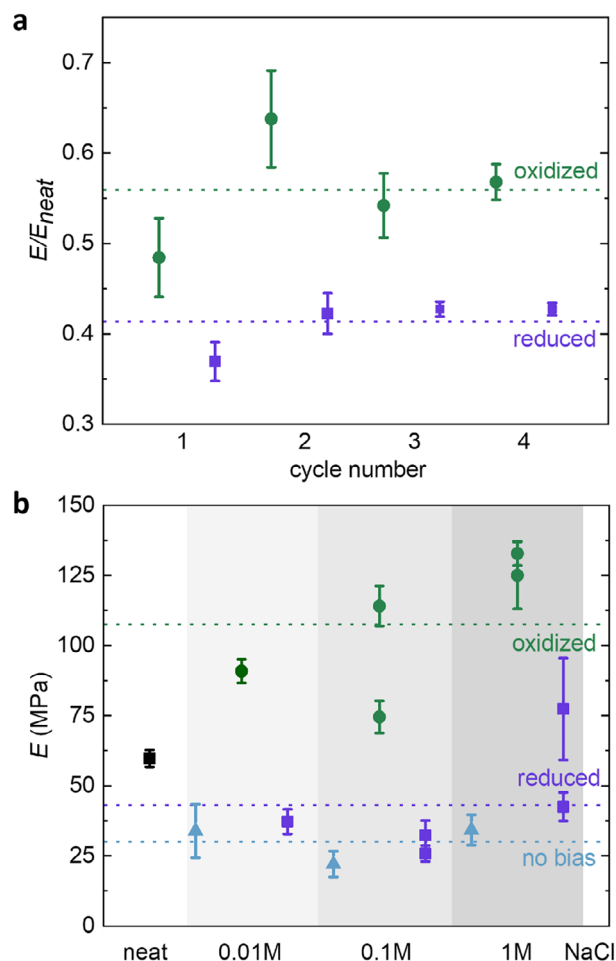 a
0.7
0.6
0.5
0.4
0.3
E/Eneat
oxidized
reduced
1 2 3 4
cycle number
b
150
125
100
75
50
25
0
E (MPa)
oxidized
reduced
no bias
neat 0.01M 0.1M 1M NaCl